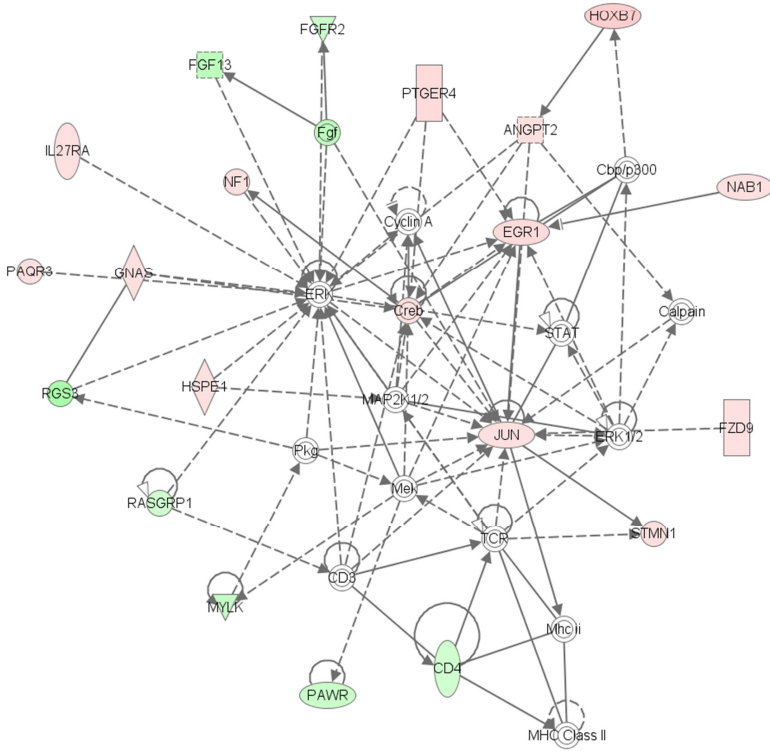 HOXB7
FGFR2
FGF13
PTGER4
Fgf
ANGPT2
IL27RA
Cbp/p300
NF1
NAB1
Cyclin A
EGR1
PAQR3
GNAS
ERK
Creb
Calpain
STAT
RGS3
HSPE1
MAP2K1/2
JUN
ERK1/2
FZD9
Pkg
Mek
RASGRP1
TCR
STMN1
CD3
MYLK
Mhc ii
CD4
PAWR
MHC Class II